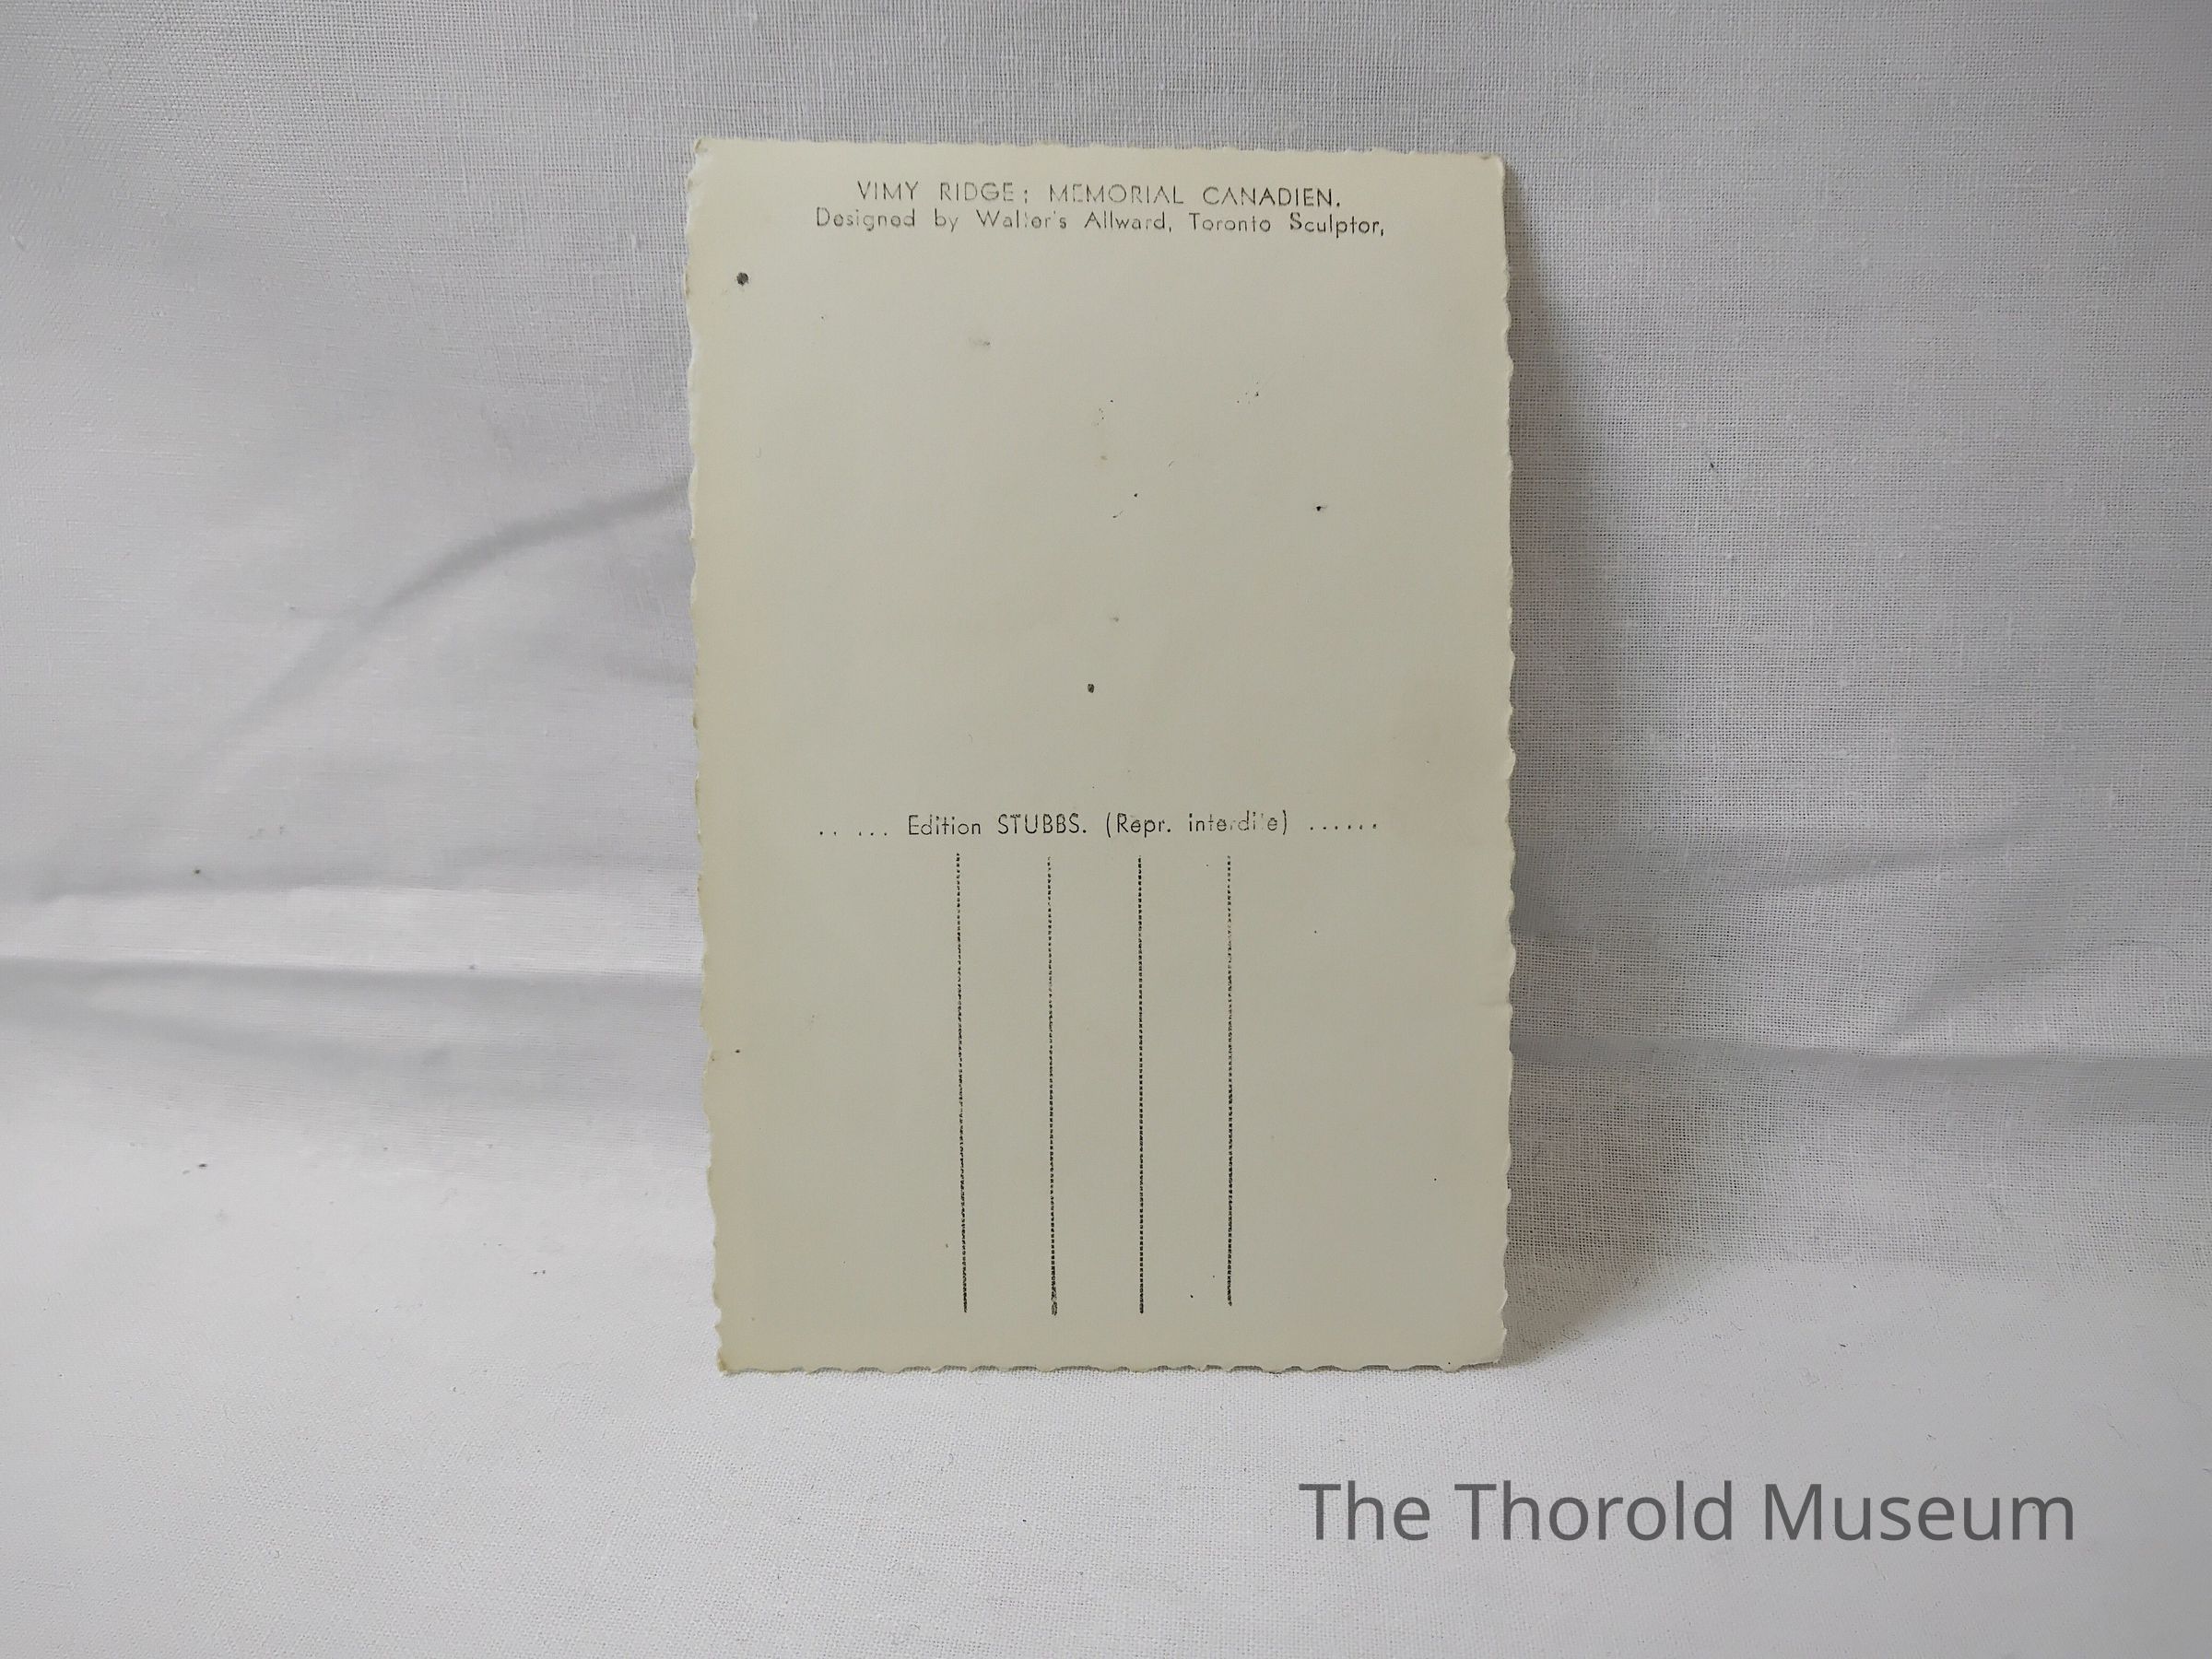 VIMY RIDGE; MEMORIAL CANADIEN.
Designed by Walter's Allward, Toronto Sculptor,
...... Edition STUBBS. (Repr. interdite) ......
The Thorold Museum